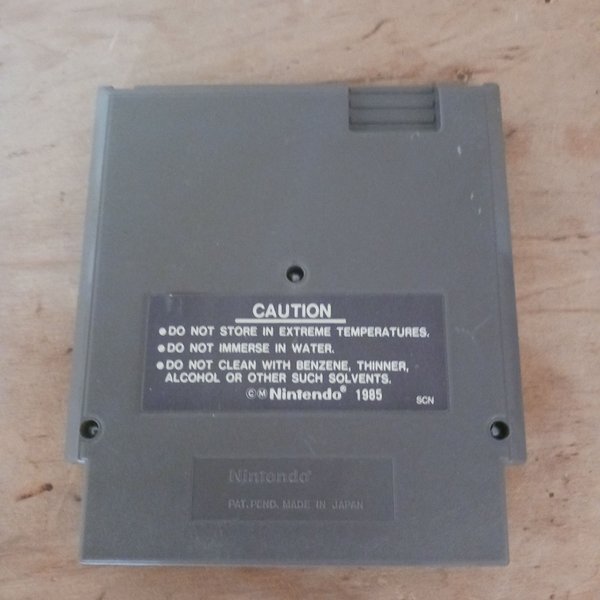 CAUTION
•DO NOT STORE IN EXTREME TEMPERATURES.
•DO NOT IMMERSE IN WATER.
•DO NOT CLEAN WITH BENZENE, THINNER,
ALCOHOL OR OTHER SUCH SOLVENTS.
©M Nintendo® 1985
SCN
Nintendo®
PAT. PEND. MADE IN JAPAN